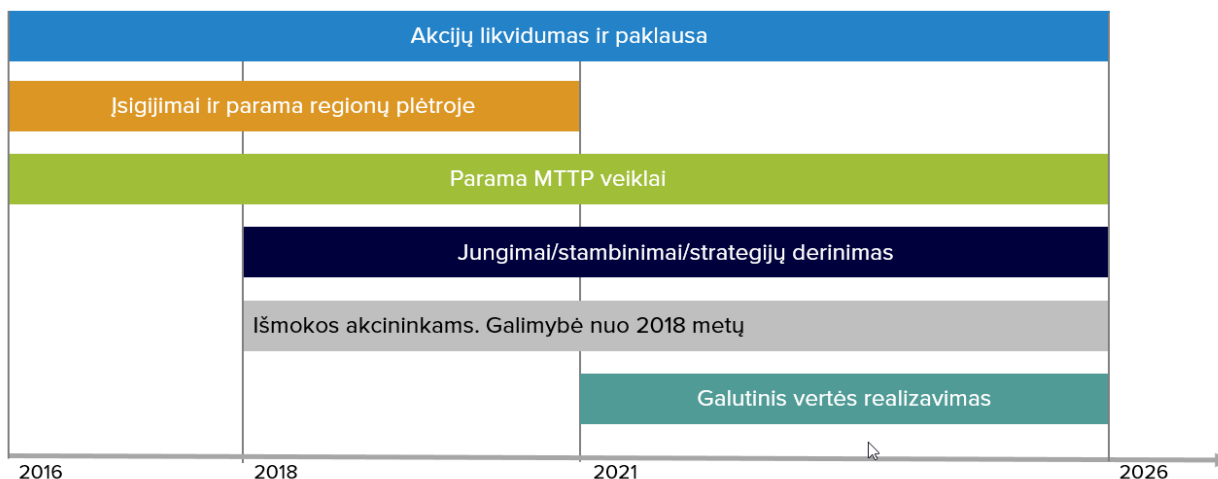 Akcijų likvidumas ir paklausa
Įsigijimai ir parama regionų plėtroje
Parama MTTP veiklai
Jungimai/stambinimai/strategijų derinimas
Išmokos akcininkams. Galimybė nuo 2018 metų
Galutinis vertės realizavimas
2016 2018 2021 2026